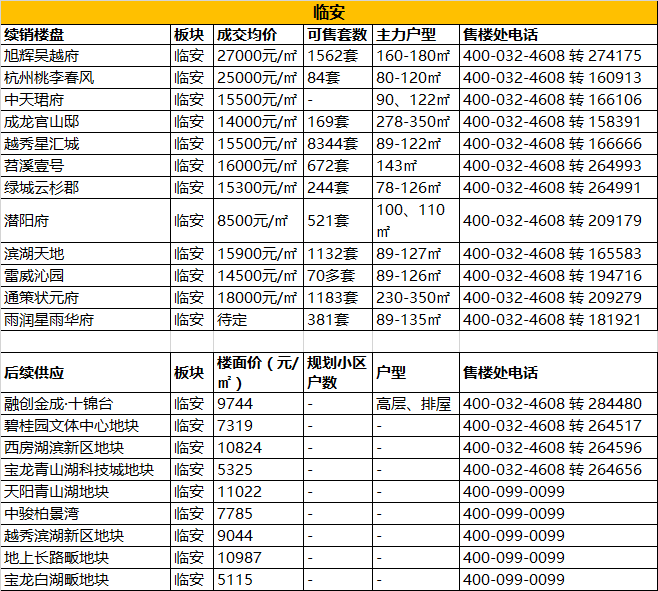 临安
续销楼盘 板块 成交均价 可售套数 主力户型 售楼处电话
旭辉昊越府 临安 27000元/㎡ 1562套 160-180㎡ 400-032-4608 转 274175
杭州桃李春风 临安 25000元/㎡ 84套 80-120㎡ 400-032-4608 转 160913
中天珺府 临安 15500元/㎡ - 90、122㎡ 400-032-4608 转 166106
成龙官山邸 临安 14000元/㎡ 169套 278-350㎡ 400-032-4608 转 158391
越秀星汇城 临安 15500元/㎡ 8344套 89-122㎡ 400-032-4608 转 166666
苕溪壹号 临安 16000元/㎡ 672套 143㎡ 400-032-4608 转 264993
绿城云杉郡 临安 15300元/㎡ 244套 78-126㎡ 400-032-4608 转 264991
潜阳府 临安 8500元/㎡ 521套 100、110
㎡ 400-032-4608 转 209179
滨湖天地 临安 15900元/㎡ 1132套 89-127㎡ 400-032-4608 转 165583
雷威沁园 临安 14500元/㎡ 70多套 89-126㎡ 400-032-4608 转 194716
通策状元府 临安 18000元/㎡ 1183套 230-350㎡ 400-032-4608 转 209279
雨润星雨华府 临安 待定 381套 89-135㎡ 400-032-4608 转 181921
后续供应 板块 楼面价（元/
㎡） 规划小区
户数 户型 售楼处电话
融创金成·十锦台 临安 9744 - 高层、排屋 400-032-4608 转 284480
碧桂园文体中心地块 临安 7319 - - 400-032-4608 转 264517
西房湖滨新区地块 临安 10824 - - 400-032-4608 转 264596
宝龙青山湖科技城地块 临安 5325 - - 400-032-4608 转 264656
天阳青山湖地块 临安 11022 - - 400-099-0099
中骏柏景湾 临安 7785 - - 400-099-0099
越秀滨湖新区地块 临安 9044 - - 400-099-0099
地上长路畈地块 临安 10987 - - 400-099-0099
宝龙白湖畈地块 临安 5115 - - 400-099-0099